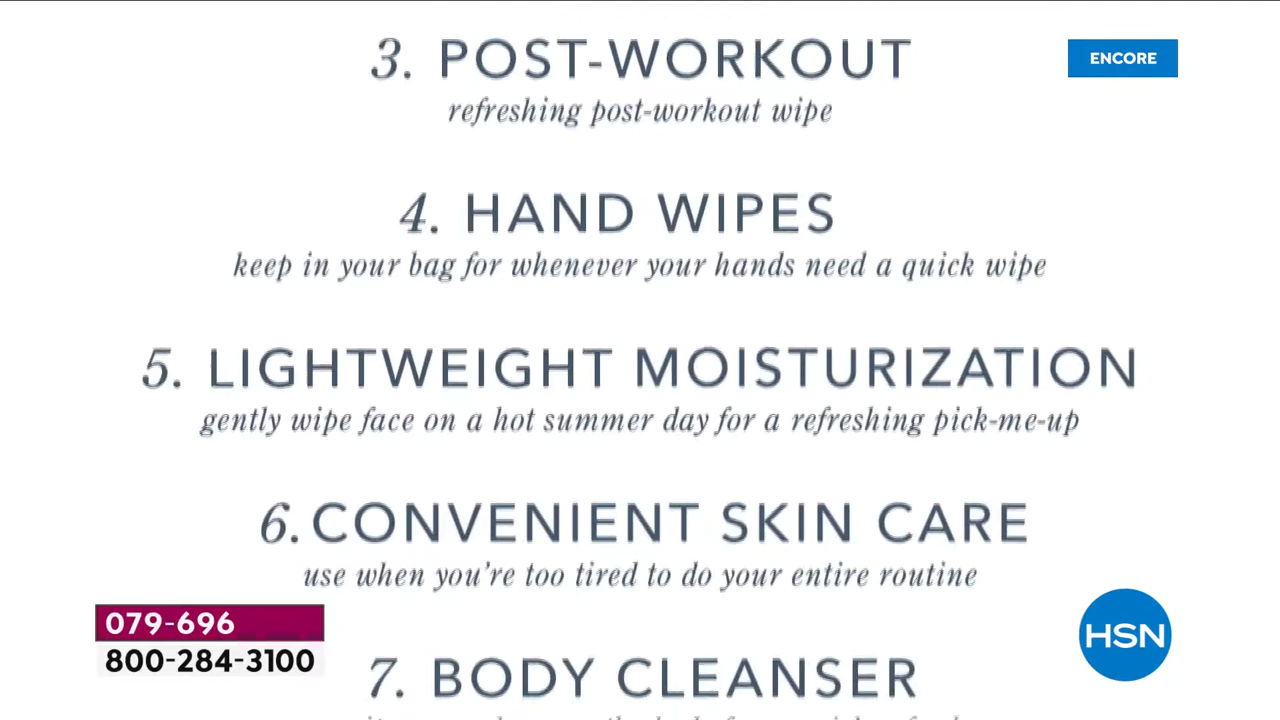 3. POST-WORKOUT
ENCORE
refreshing post-workout wipe
4. HAND WIPES
keep in your bag for whenever your hands need a quick wipe
5. LIGHTWEIGHT MOISTURIZATION
gently wipe face on a hot summer day for a refreshing pick-me-up
6. CONVENIENT SKIN CARE
use when you're too tired to do your entire routine
079-696
800-284-3100
HSN
7. BODY CLEANSER